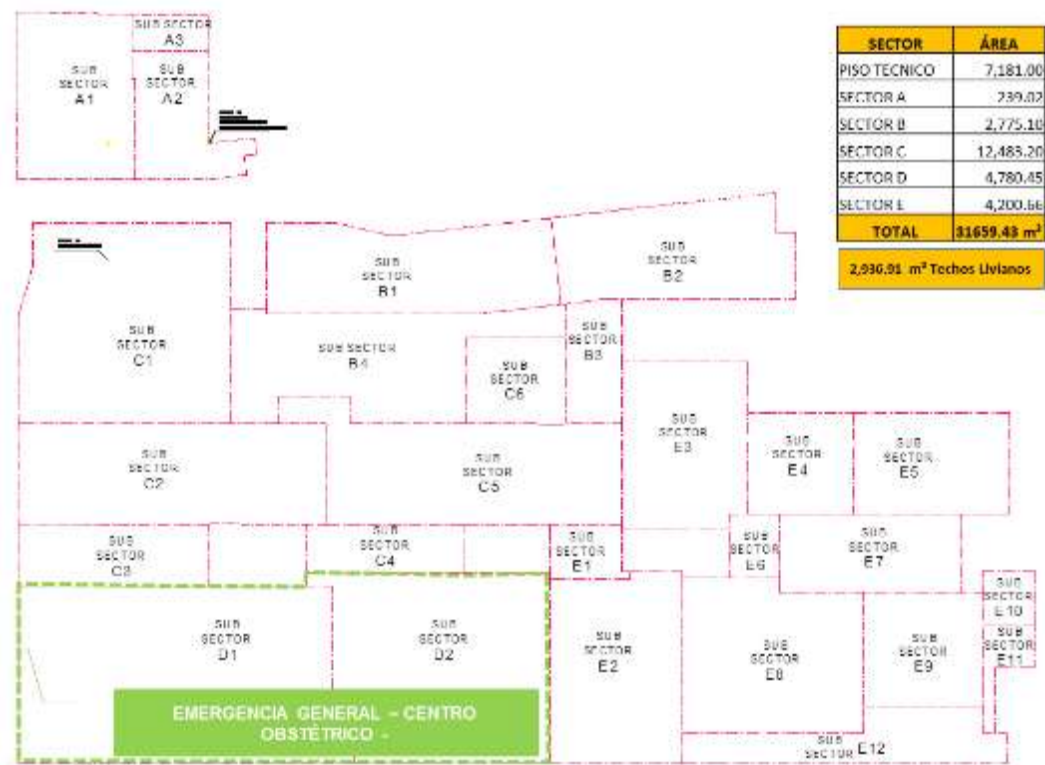 SUB SECTOR
A3
SUB
SECTOR
A1
SUB
SECTOR
A2
SECTOR ÁREA
PISO TECNICO 7,181.00
SECTOR A 239.02
SECTOR B 2,775.10
SECTOR C 12,483.20
SECTOR D 4,780.45
SECTOR E 4,200.66
TOTAL 31659.43 m²
2,936.91 m² Techos Livianos
SUB
SECTOR
B1
SUB
SECTOR
B2
SUB
SECTOR
C1
SUB SECTOR
B4
SUB
SECTOR
B3
SUB
SECTOR
C6
SUB
SECTOR
E3
SUB
SECTOR
E4
SUB
SECTOR
E5
SUB
SECTOR
C2
SUB
SECTOR
C5
SUB
SECTOR
C3
SUB
SECTOR
C4
SUB
SECTOR
E1
SUB
SECTOR
E6
SUB
SECTOR
E7
SUB
SECTOR
E10
SUB
SECTOR
D1
SUB
SECTOR
D2
SUB
SECTOR
E2
SUB
SECTOR
E8
SUB
SECTOR
E9
SUB
SECTOR
E11
EMERGENCIA GENERAL – CENTRO
OBSTÉTRICO -
SUB
SECTOR E12